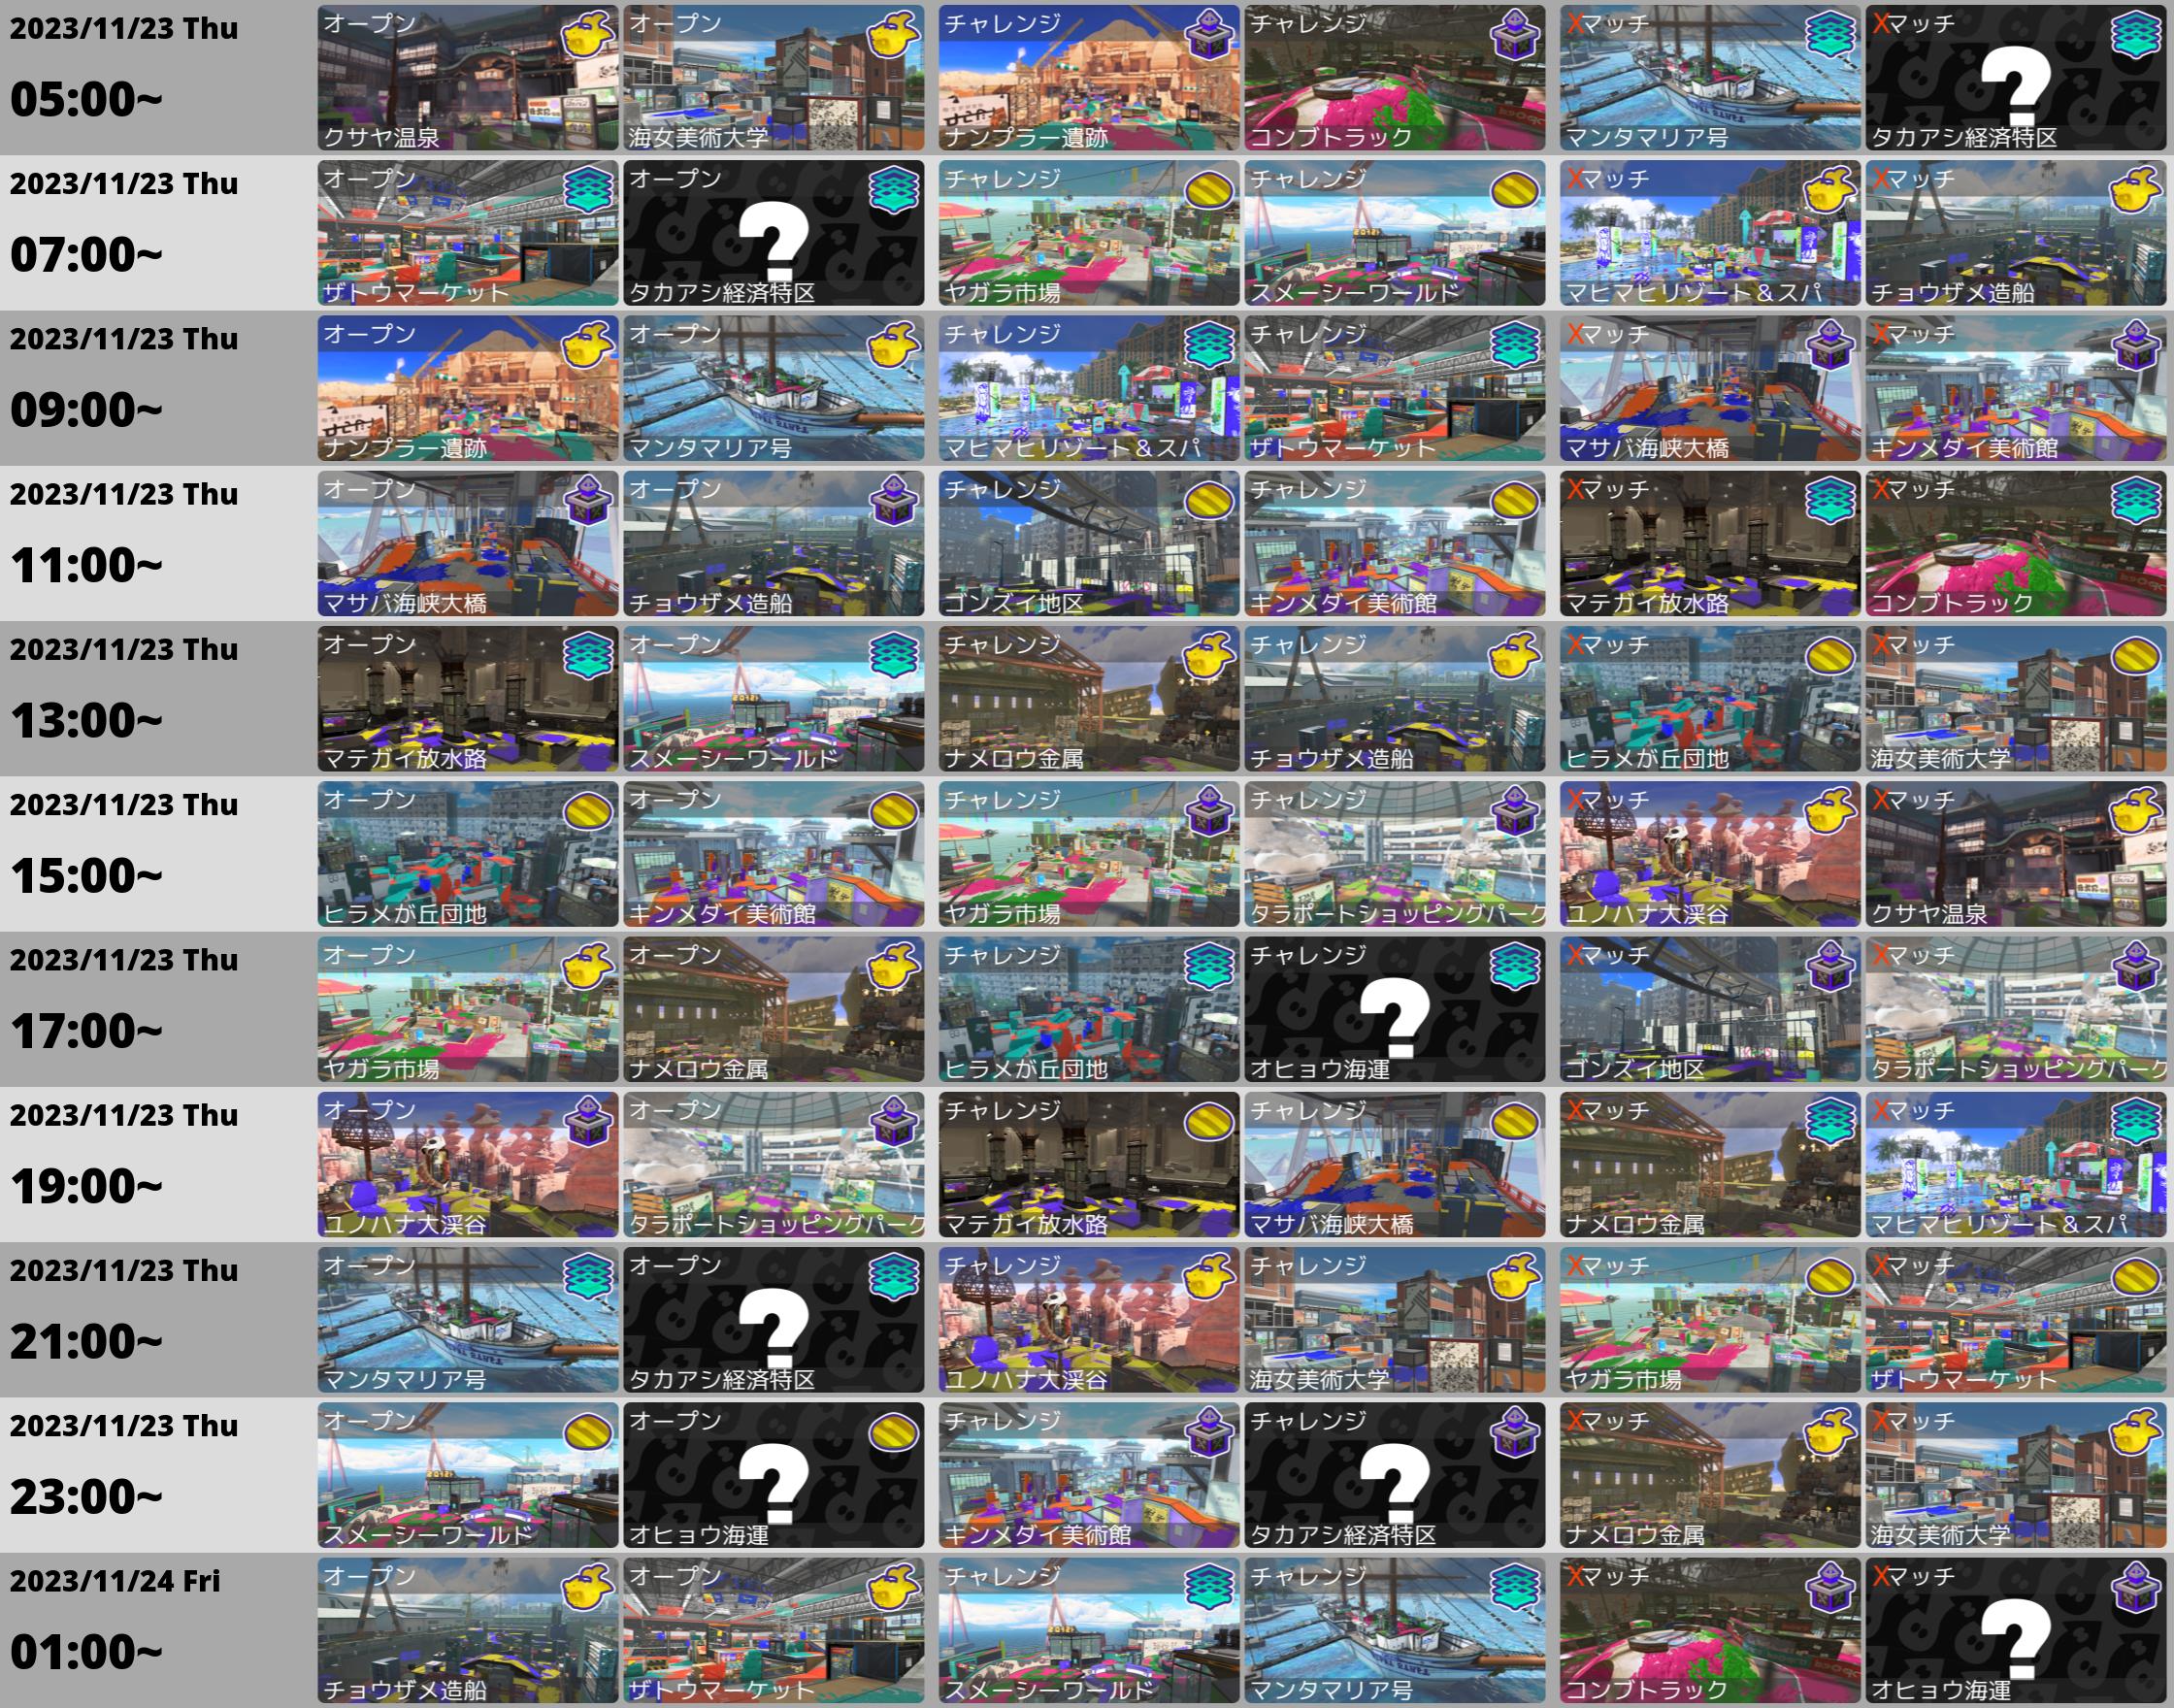 2023/11/23 Thu
05:00~
オープン
クサヤ温泉
オープン
海女美術大学
チャレンジ
ナンプラー遺跡
チャレンジ
コンブトラック
Xマッチ
マンタマリア号
Xマッチ
?
タカアシ経済特区
2023/11/23 Thu
07:00~
オープン
ザトウマーケット
オープン
?
タカアシ経済特区
チャレンジ
ヤガラ市場
チャレンジ
スメーシーワールド
Xマッチ
マヒマヒリゾート&スパ
Xマッチ
チョウザメ造船
2023/11/23 Thu
09:00~
オープン
ナンプラー遺跡
オープン
マンタマリア号
チャレンジ
マヒマヒリゾート&スパ
チャレンジ
ザトウマーケット
Xマッチ
マサバ海峡大橋
Xマッチ
キンメダイ美術館
2023/11/23 Thu
11:00~
オープン
マサバ海峡大橋
オープン
チョウザメ造船
チャレンジ
ゴンズイ地区
チャレンジ
キンメダイ美術館
Xマッチ
マテガイ放水路
Xマッチ
コンブトラック
2023/11/23 Thu
13:00~
オープン
マテガイ放水路
オープン
スメーシーワールド
チャレンジ
ナメロウ金属
チャレンジ
チョウザメ造船
Xマッチ
ヒラメが丘団地
Xマッチ
海女美術大学
2023/11/23 Thu
15:00~
オープン
ヒラメが丘団地
オープン
キンメダイ美術館
チャレンジ
ヤガラ市場
チャレンジ
タラポートショッピングパーク
Xマッチ
ユノハナ大渓谷
Xマッチ
クサヤ温泉
2023/11/23 Thu
17:00~
オープン
ヤガラ市場
オープン
ナメロウ金属
チャレンジ
ヒラメが丘団地
チャレンジ
?
オヒョウ海運
Xマッチ
ゴンズイ地区
Xマッチ
タラポートショッピングパーク
2023/11/23 Thu
19:00~
オープン
ユノハナ大渓谷
オープン
タラポートショッピングパーク
チャレンジ
マテガイ放水路
チャレンジ
マサバ海峡大橋
Xマッチ
ナメロウ金属
Xマッチ
マヒマヒリゾート&スパ
2023/11/23 Thu
21:00~
オープン
マンタマリア号
オープン
?
タカアシ経済特区
チャレンジ
ユノハナ大渓谷
チャレンジ
海女美術大学
Xマッチ
ヤガラ市場
Xマッチ
ザトウマーケット
2023/11/23 Thu
23:00~
オープン
スメーシーワールド
オープン
?
オヒョウ海運
チャレンジ
キンメダイ美術館
チャレンジ
?
タカアシ経済特区
Xマッチ
ナメロウ金属
Xマッチ
海女美術大学
2023/11/24 Fri
01:00~
オープン
チョウザメ造船
オープン
ザトウマーケット
チャレンジ
スメーシーワールド
チャレンジ
マンタマリア号
Xマッチ
コンブトラック
Xマッチ
?
オヒョウ海運